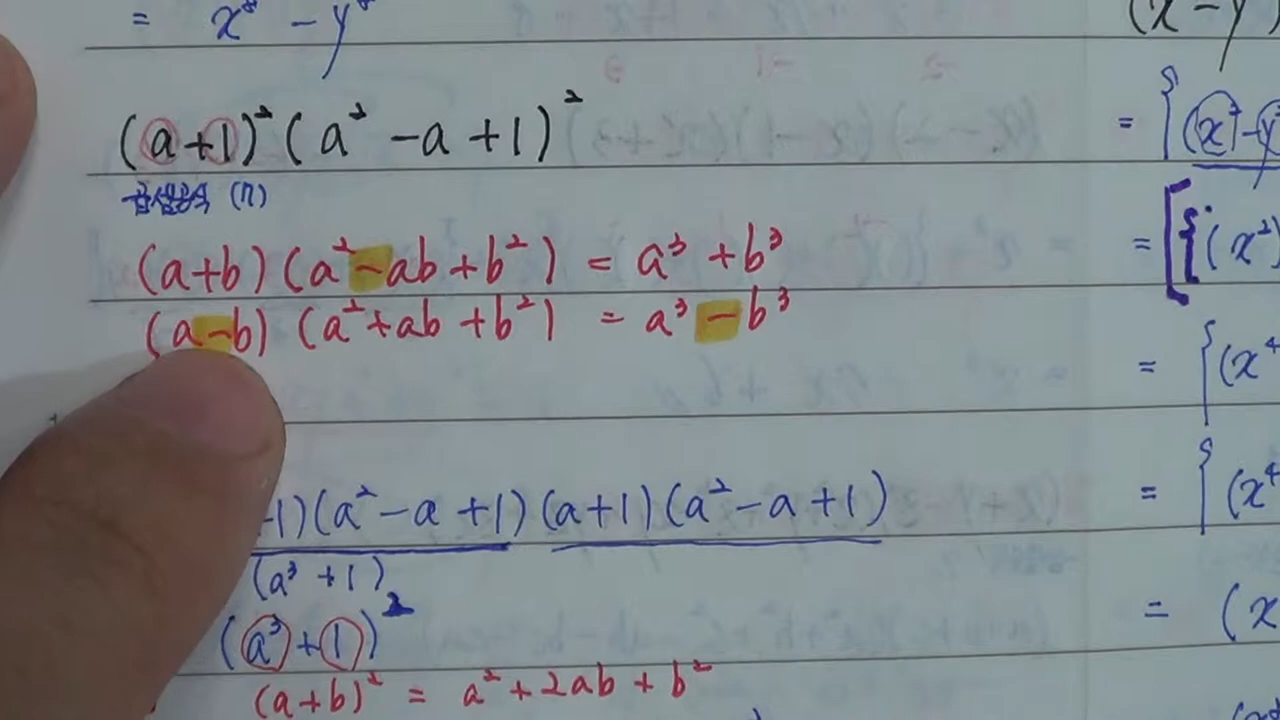 = x⁸ - y⁸
(a+1)²(a² -a +1)²
(a+b)(a²-ab+b²) = a³ +b³
(a-b)(a²+ab+b²) = a³ -b³
1)(a²-a+1)(a+1)(a²-a+1)
(a³ +1)
(a³+1)²
(a+b)² = a²+2ab+b²
(x-y
= {(x²-y²
= [{(x²)
= {(x⁴
= {(x⁴
= (x